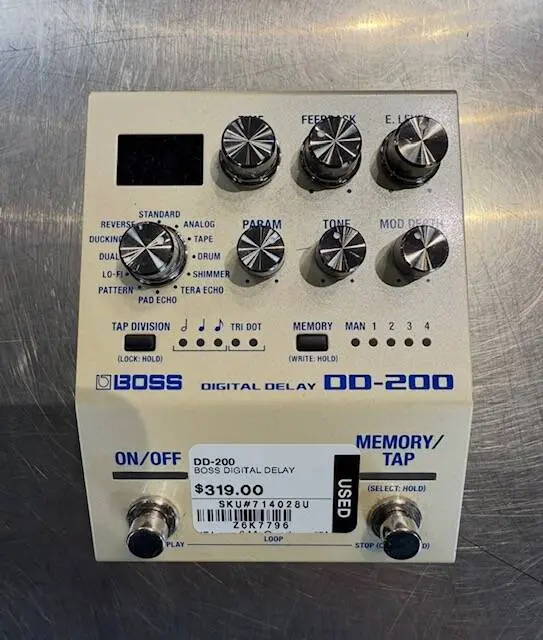 TIME FEEDBACK E. LEVEL
STANDARD
REVERSE ANALOG
DUCKING TAPE
DUAL DRUM
LO-FI SHIMMER
PATTERN TERA ECHO
PAD ECHO
PARAM TONE MOD DEPTH
TAP DIVISION TRI DOT MEMORY MAN 1 2 3 4
(LOCK: HOLD) (WRITE: HOLD)
BOSS DIGITAL DELAY DD-200
ON/OFF MEMORY/
TAP
(SELECT: HOLD)
DD-200
BOSS DIGITAL DELAY
$319.00
SKU#714028U
Z6K7796
USED
PLAY LOOP STOP